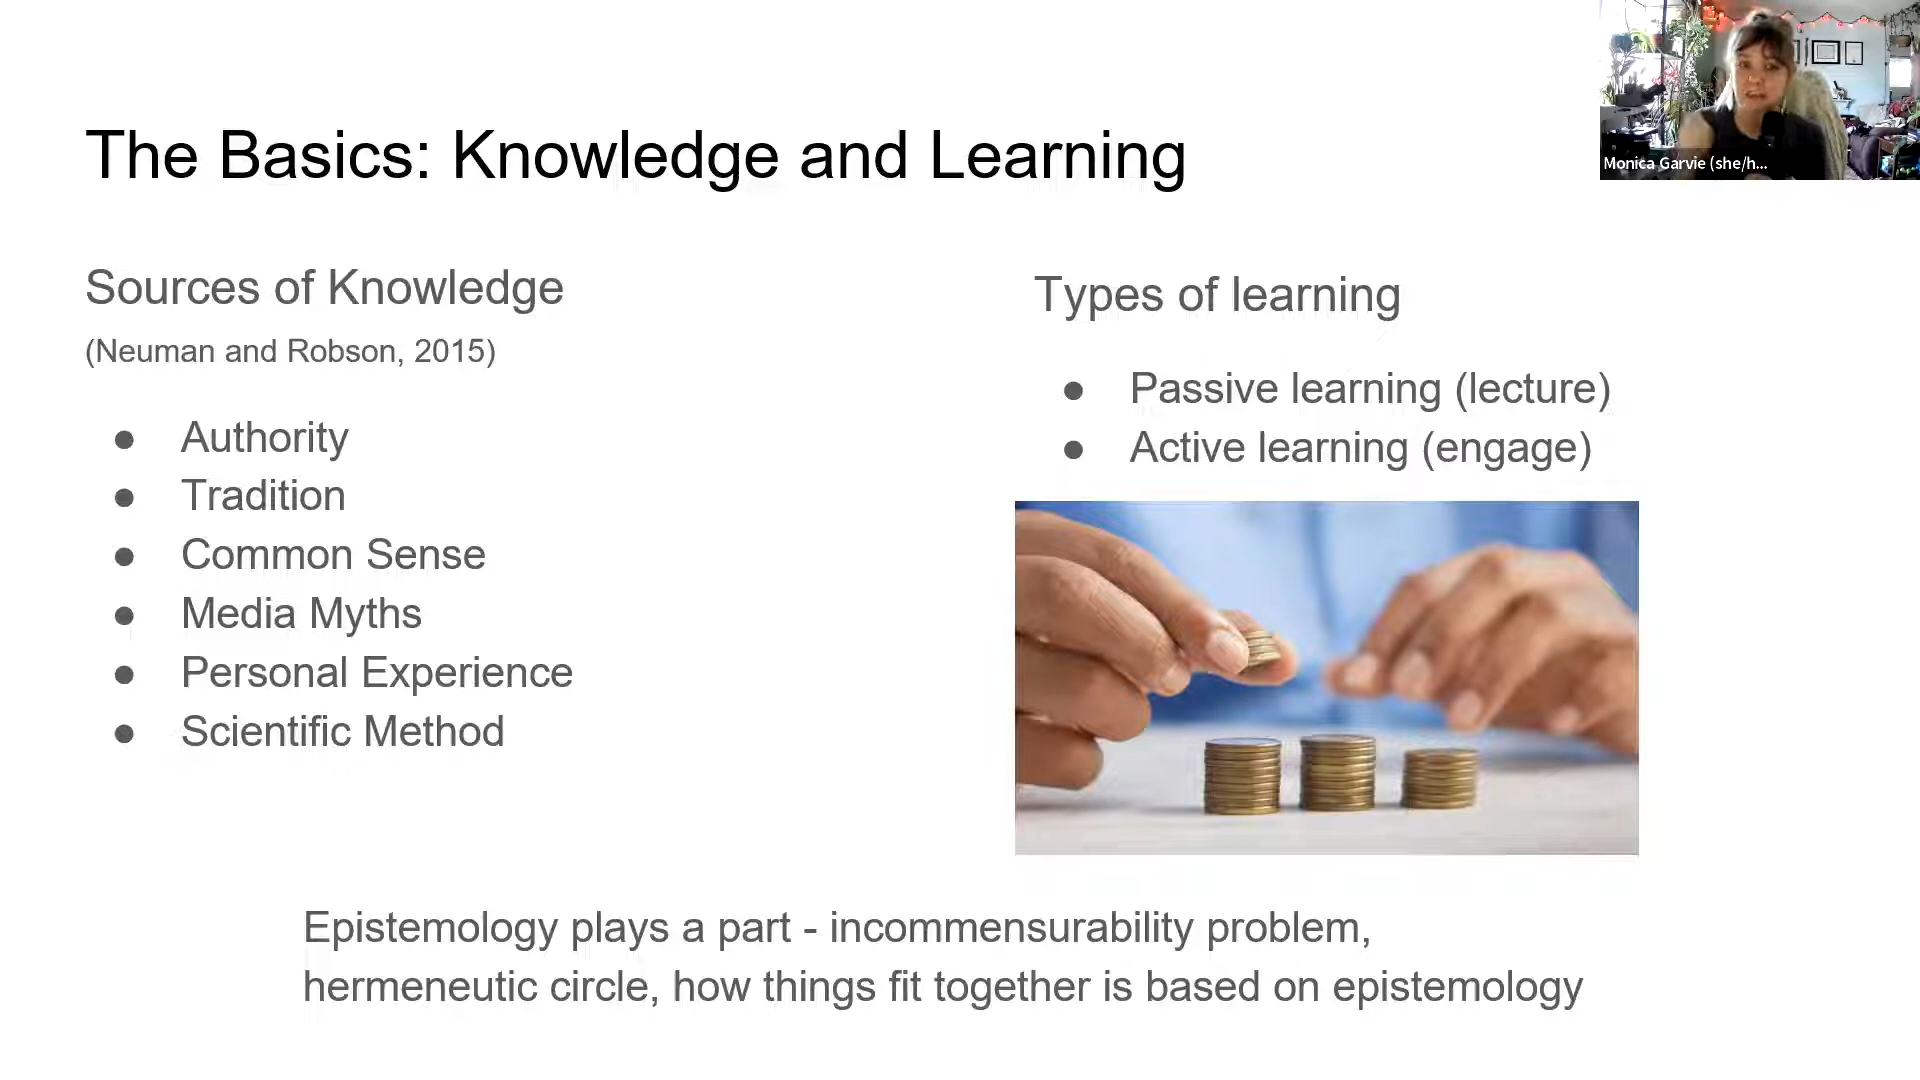 The Basics: Knowledge and Learning
Monica Garvie (she/h...
Sources of Knowledge
(Neuman and Robson, 2015)
● Authority
● Tradition
● Common Sense
● Media Myths
● Personal Experience
● Scientific Method
Types of learning
● Passive learning (lecture)
● Active learning (engage)
Epistemology plays a part - incommensurability problem,
hermeneutic circle, how things fit together is based on epistemology